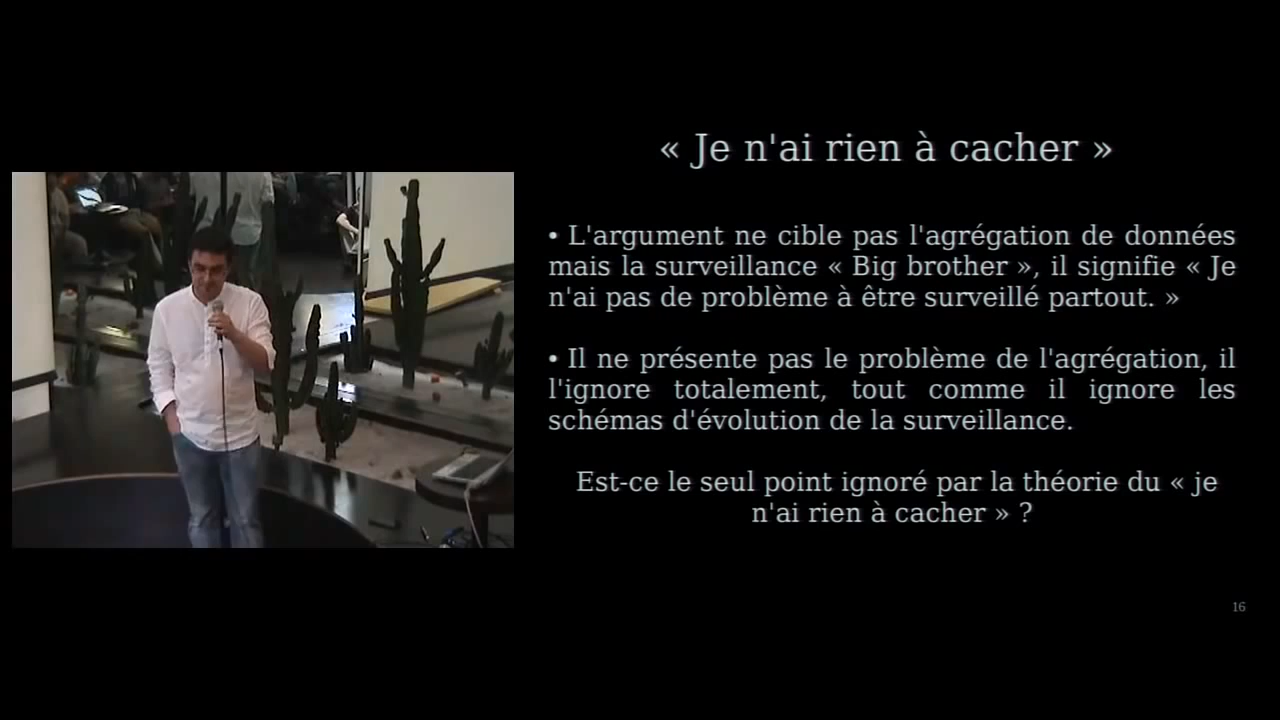 « Je n'ai rien à cacher »
• L'argument ne cible pas l'agrégation de données
mais la surveillance « Big brother », il signifie « Je
n'ai pas de problème à être surveillé partout. »
• Il ne présente pas le problème de l'agrégation, il
l'ignore totalement, tout comme il ignore les
schémas d'évolution de la surveillance.
Est-ce le seul point ignoré par la théorie du « je
n'ai rien à cacher » ?
16